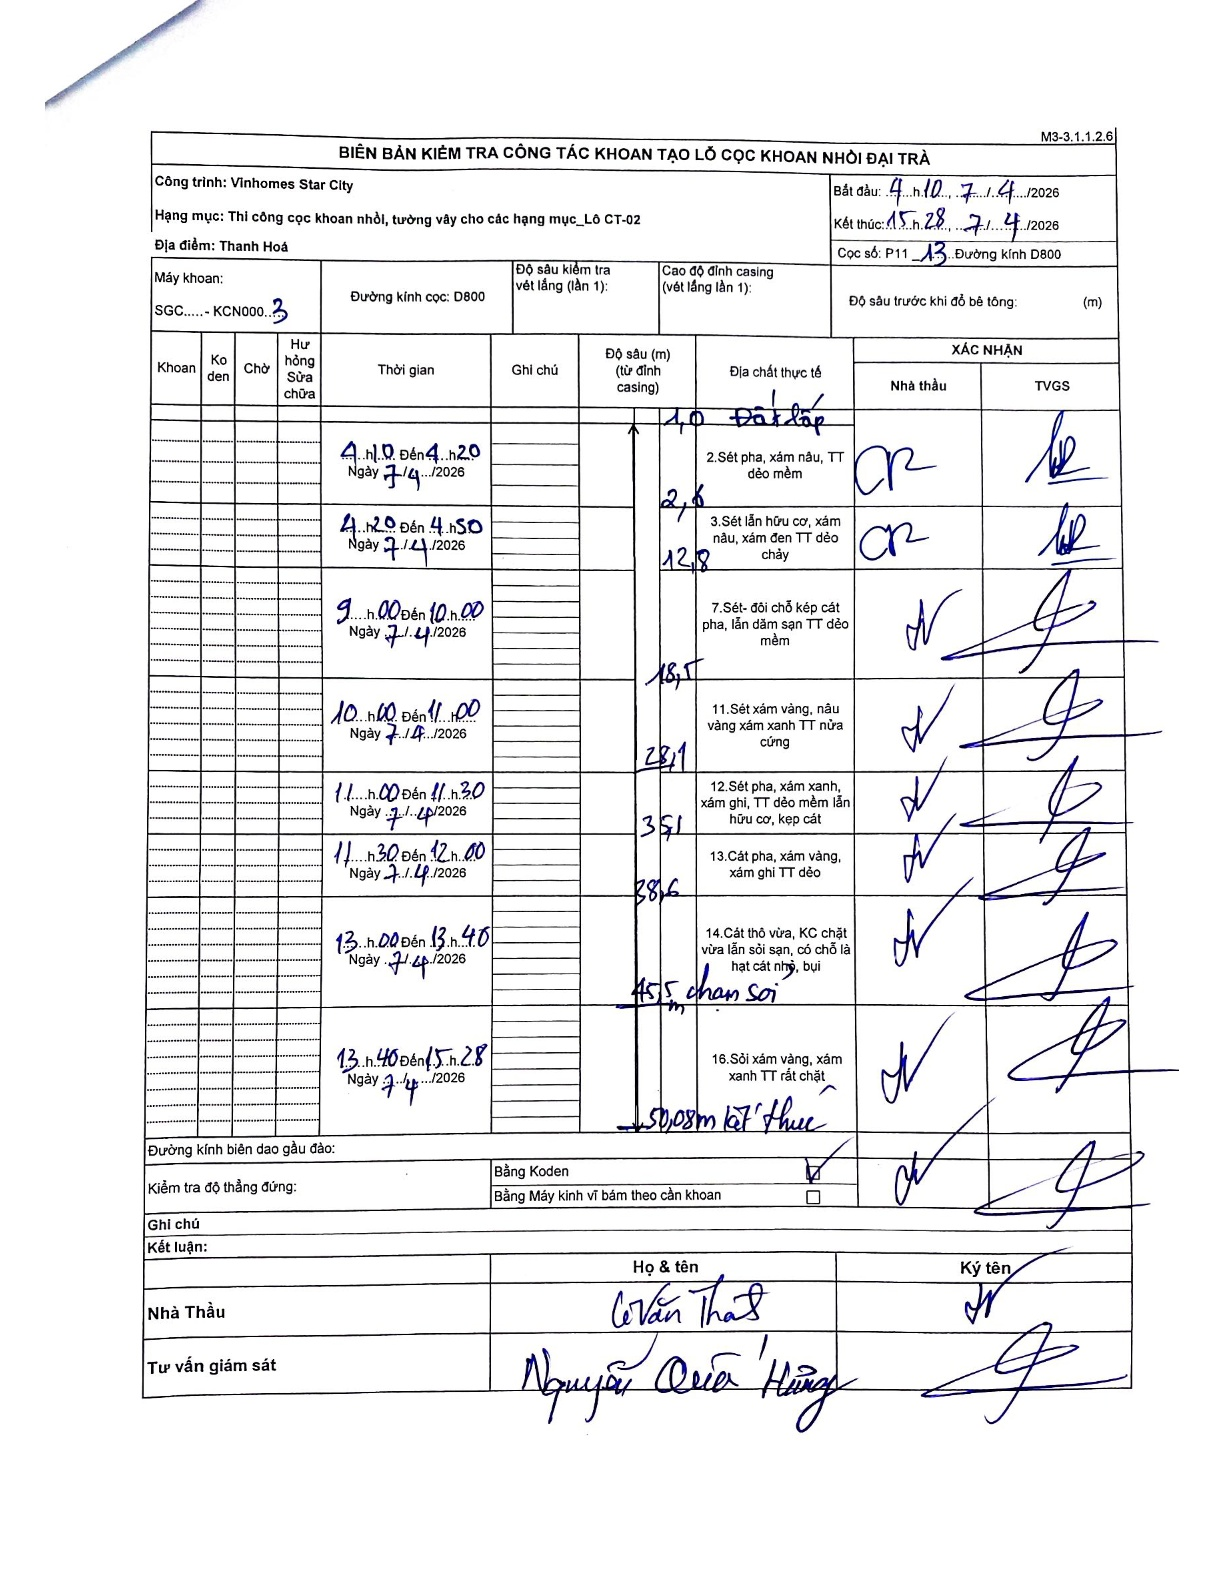 M3-3.1.1.2.6
BIÊN BẢN KIỂM TRA CÔNG TÁC KHOAN TẠO LỖ CỌC KHOAN NHỒI ĐẠI TRÀ
Công trình: Vinhomes Star City
Bắt đầu: 4 h 10, 7 / 4 /2026
Hạng mục: Thi công cọc khoan nhồi, tường vây cho các hạng mục_Lô CT-02
Kết thúc: 15 h 28, 7 / 4 /2026
Địa điểm: Thanh Hoá
Cọc số: P11 _13 Đường kính D800
Máy khoan:
SGC.....- KCN000..3
Đường kính cọc: D800
Độ sâu kiểm tra
vét lắng (lần 1):
Cao độ đỉnh casing
(vét lắng lần 1):
Độ sâu trước khi đổ bê tông: (m)
Khoan
Ko
den
Chờ
Hư
hỏng
Sửa
chữa
Thời gian
Ghi chú
Độ sâu (m)
(từ đỉnh
casing)
Địa chất thực tế
XÁC NHẬN
Nhà thầu
TVGS
1,0 Đất lấp
4 h 10 Đến 4 h 20
Ngày 7 / 4 /2026
2.Sét pha, xám nâu, TT
dẻo mềm
2,6
4 h 20 Đến 4 h 50
Ngày 7 / 4 /2026
3.Sét lẫn hữu cơ, xám
nâu, xám đen TT dẻo
chảy
12,8
9 h 00 Đến 10 h 00
Ngày 7 / 4 /2026
7.Sét- đôi chỗ kép cát
pha, lẫn dăm sạn TT dẻo
mềm
18,5
10 h 00 Đến 11 h 00
Ngày 7 / 4 /2026
11.Sét xám vàng, nâu
vàng xám xanh TT nửa
cứng
28,1
11 h 00 Đến 11 h 30
Ngày 7 / 4 /2026
12.Sét pha, xám xanh,
xám ghi, TT dẻo mềm lẫn
hữu cơ, kẹp cát
35,1
11 h 30 Đến 12 h 00
Ngày 7 / 4 /2026
13.Cát pha, xám vàng,
xám ghi TT dẻo
38,6
13 h 00 Đến 13 h 40
Ngày 7 / 4 /2026
14.Cát thô vừa, KC chặt
vừa lẫn sỏi sạn, có chỗ là
hạt cát nhỏ, bụi
45,5 m chạm sỏi
13 h 40 Đến 15 h 28
Ngày 7 / 4 /2026
16.Sỏi xám vàng, xám
xanh TT rất chặt
50,08m kết thúc
Đường kính biên dao gầu đào:
Kiểm tra độ thẳng đứng:
Bằng Koden
Bằng Máy kinh vĩ bám theo cần khoan
Ghi chú
Kết luận:
Họ & tên
Ký tên
Nhà Thầu
Tư vấn giám sát
Nguyễn Quý Hùng